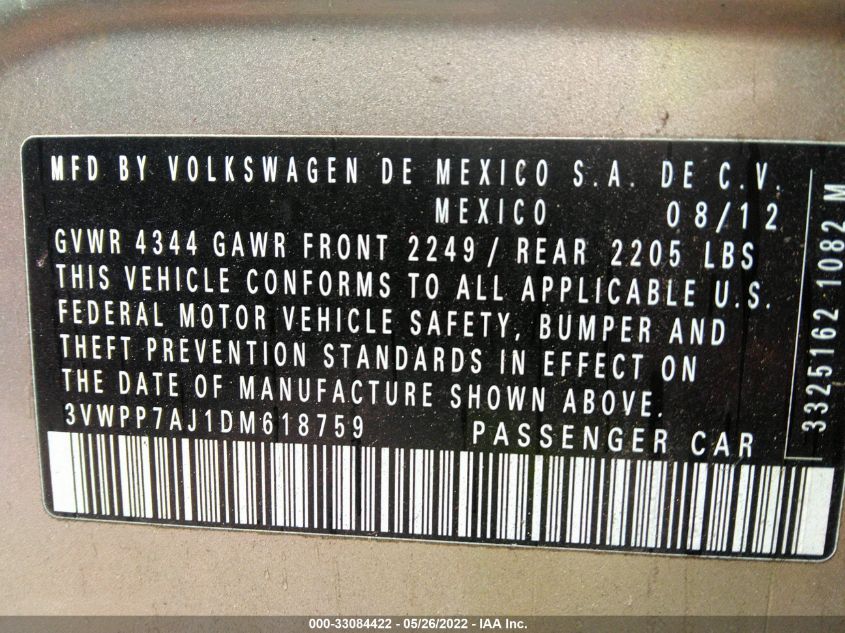 MFD BY VOLKSWAGEN DE MEXICO S.A. DE C.V.
MEXICO 08/12
GVWR 4344 GAWR FRONT 2249 / REAR 2205 LBS
THIS VEHICLE CONFORMS TO ALL APPLICABLE U.S.
FEDERAL MOTOR VEHICLE SAFETY, BUMPER AND
THEFT PREVENTION STANDARDS IN EFFECT ON
THE DATE OF MANUFACTURE SHOWN ABOVE.
3VWPP7AJ1DM618759 PASSENGER CAR
3325162 1082 M
000-33084422 - 05/26/2022 - IAA Inc.